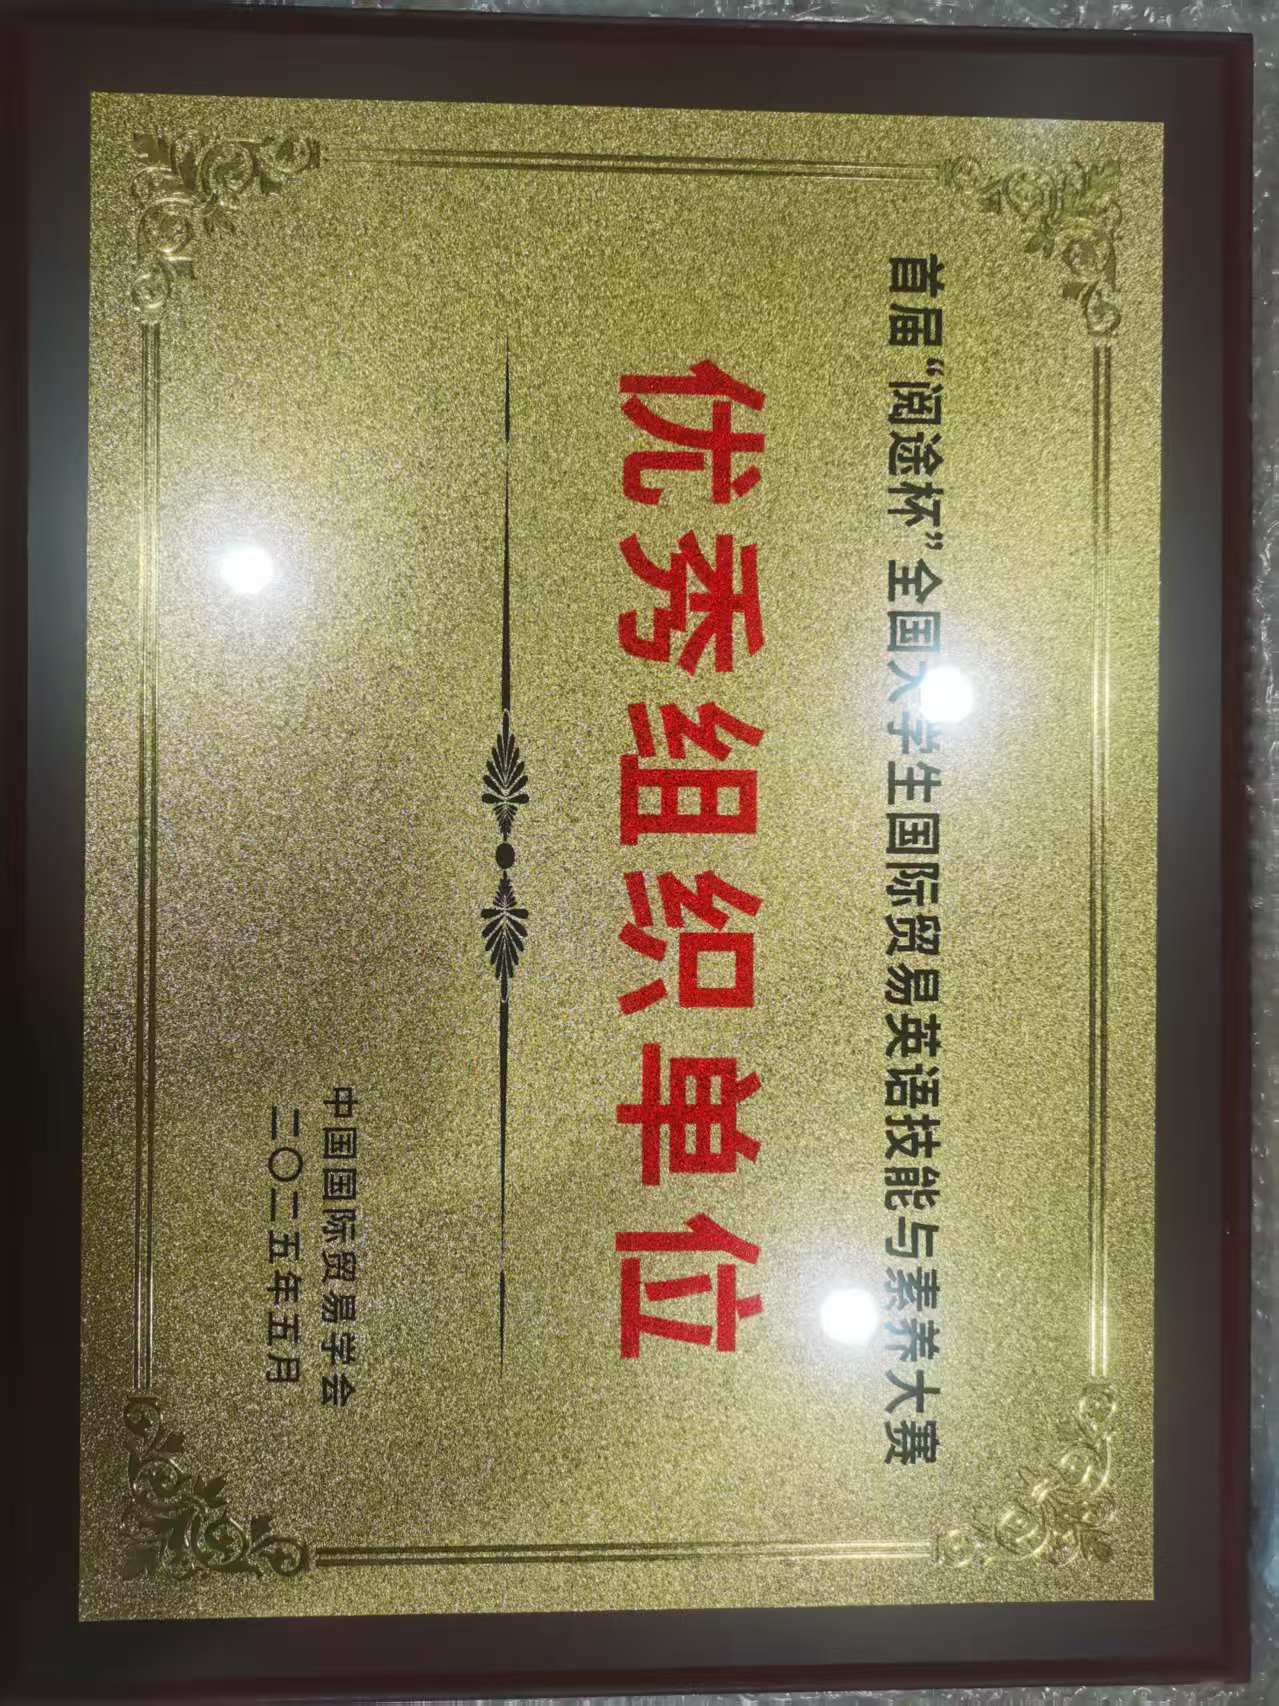 首届“阅途杯”全国大学生国际贸易英语技能与素养大赛
优秀组织单位
中国国际贸易学会
二〇二五年五月